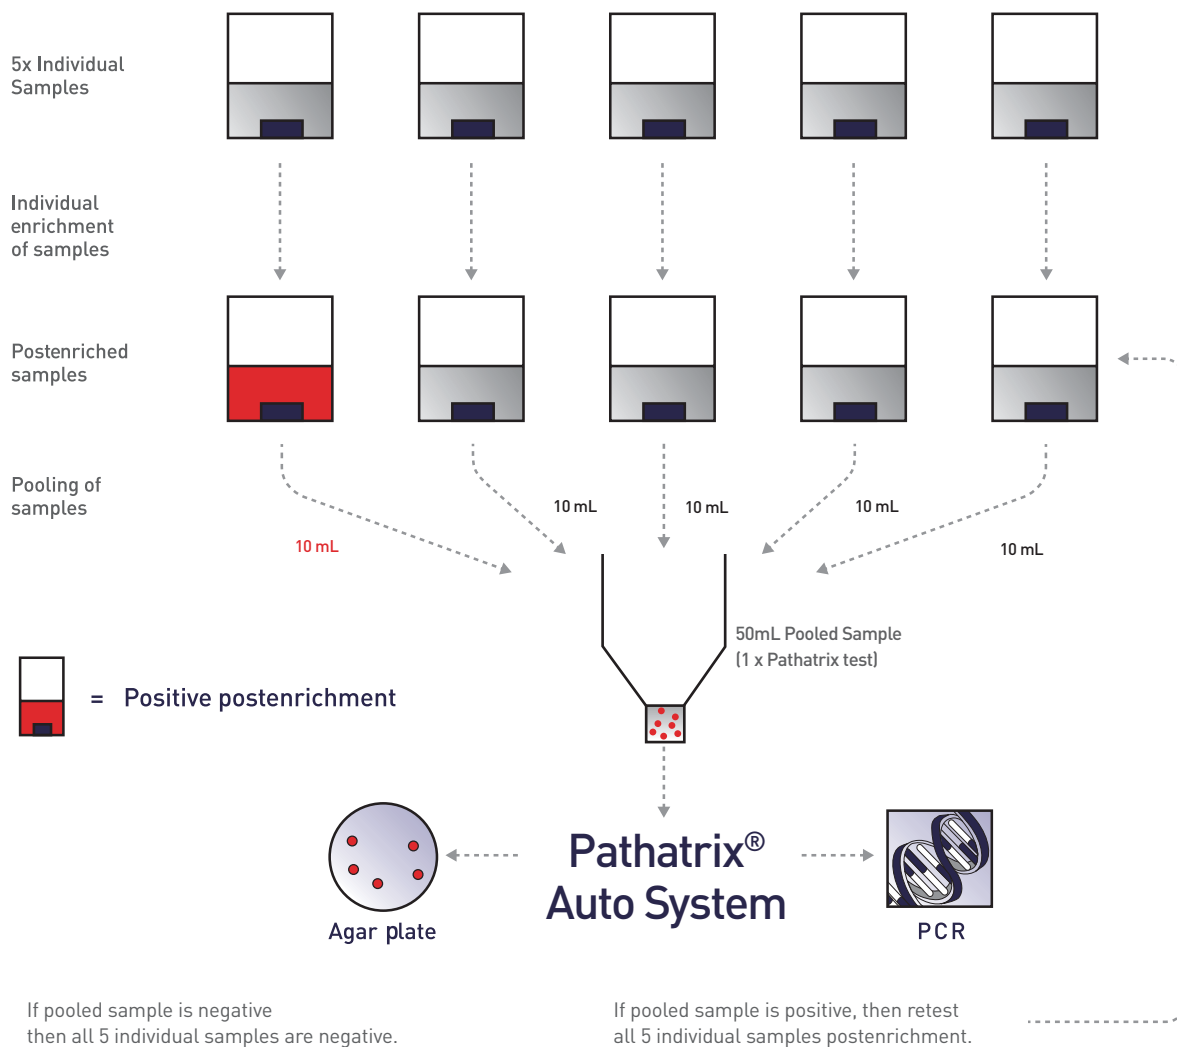 5x Individual
Samples
Individual
enrichment
of samples
Postenriched
samples
Pooling of
samples
10 mL
10 mL
10 mL
10 mL
10 mL
50mL Pooled Sample
(1 x Pathatrix test)
= Positive postenrichment
Pathatrix®
Auto System
Agar plate
PCR
If pooled sample is negative
then all 5 individual samples are negative.
If pooled sample is positive, then retest
all 5 individual samples postenrichment.